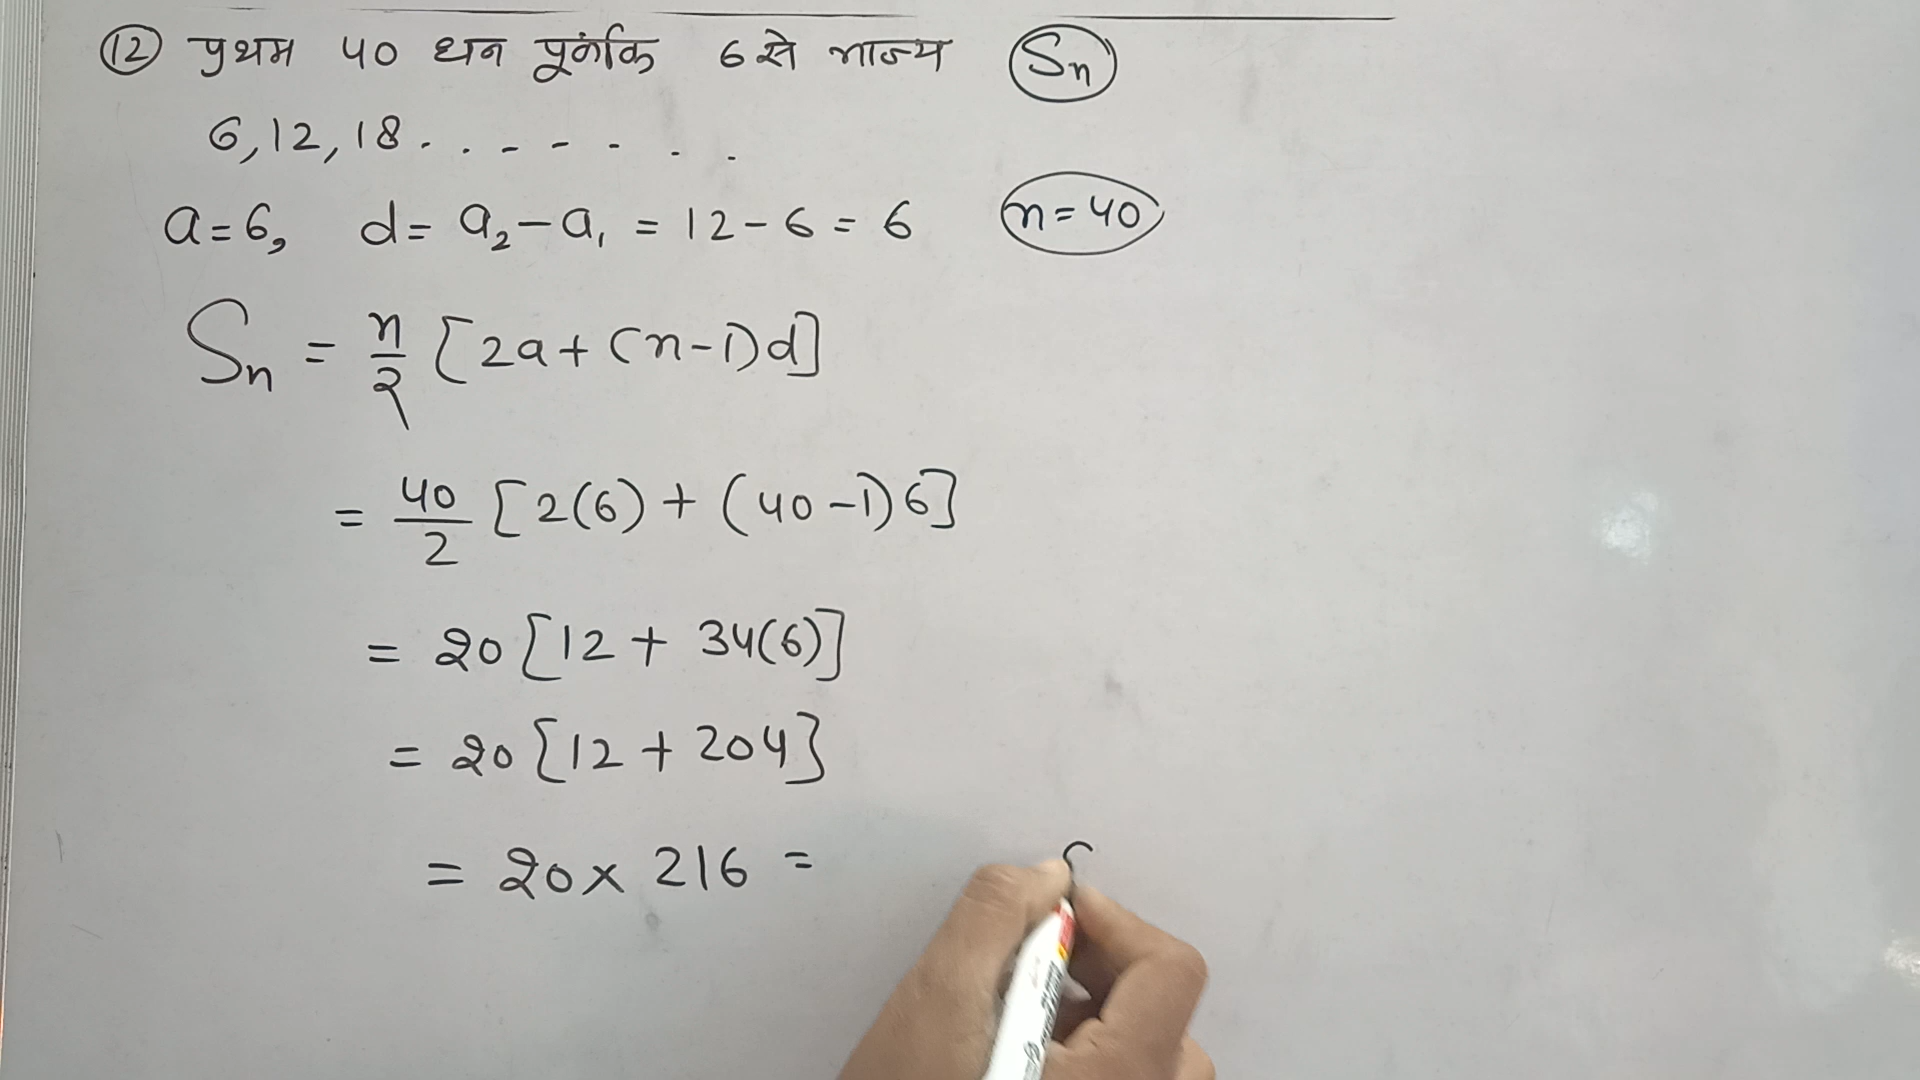 12 प्रथम 40 धन पूर्नांक 6 से भाज्य Sn
6, 12, 18 . . - - - . .
a = 6, d = a₂ - a₁ = 12 - 6 = 6 n = 40
Sn = n/2 [2a + (n-1)d]
= 40/2 [2(6) + (40-1)6]
= 20 [12 + 34(6)]
= 20 [12 + 204]
= 20 × 216 =